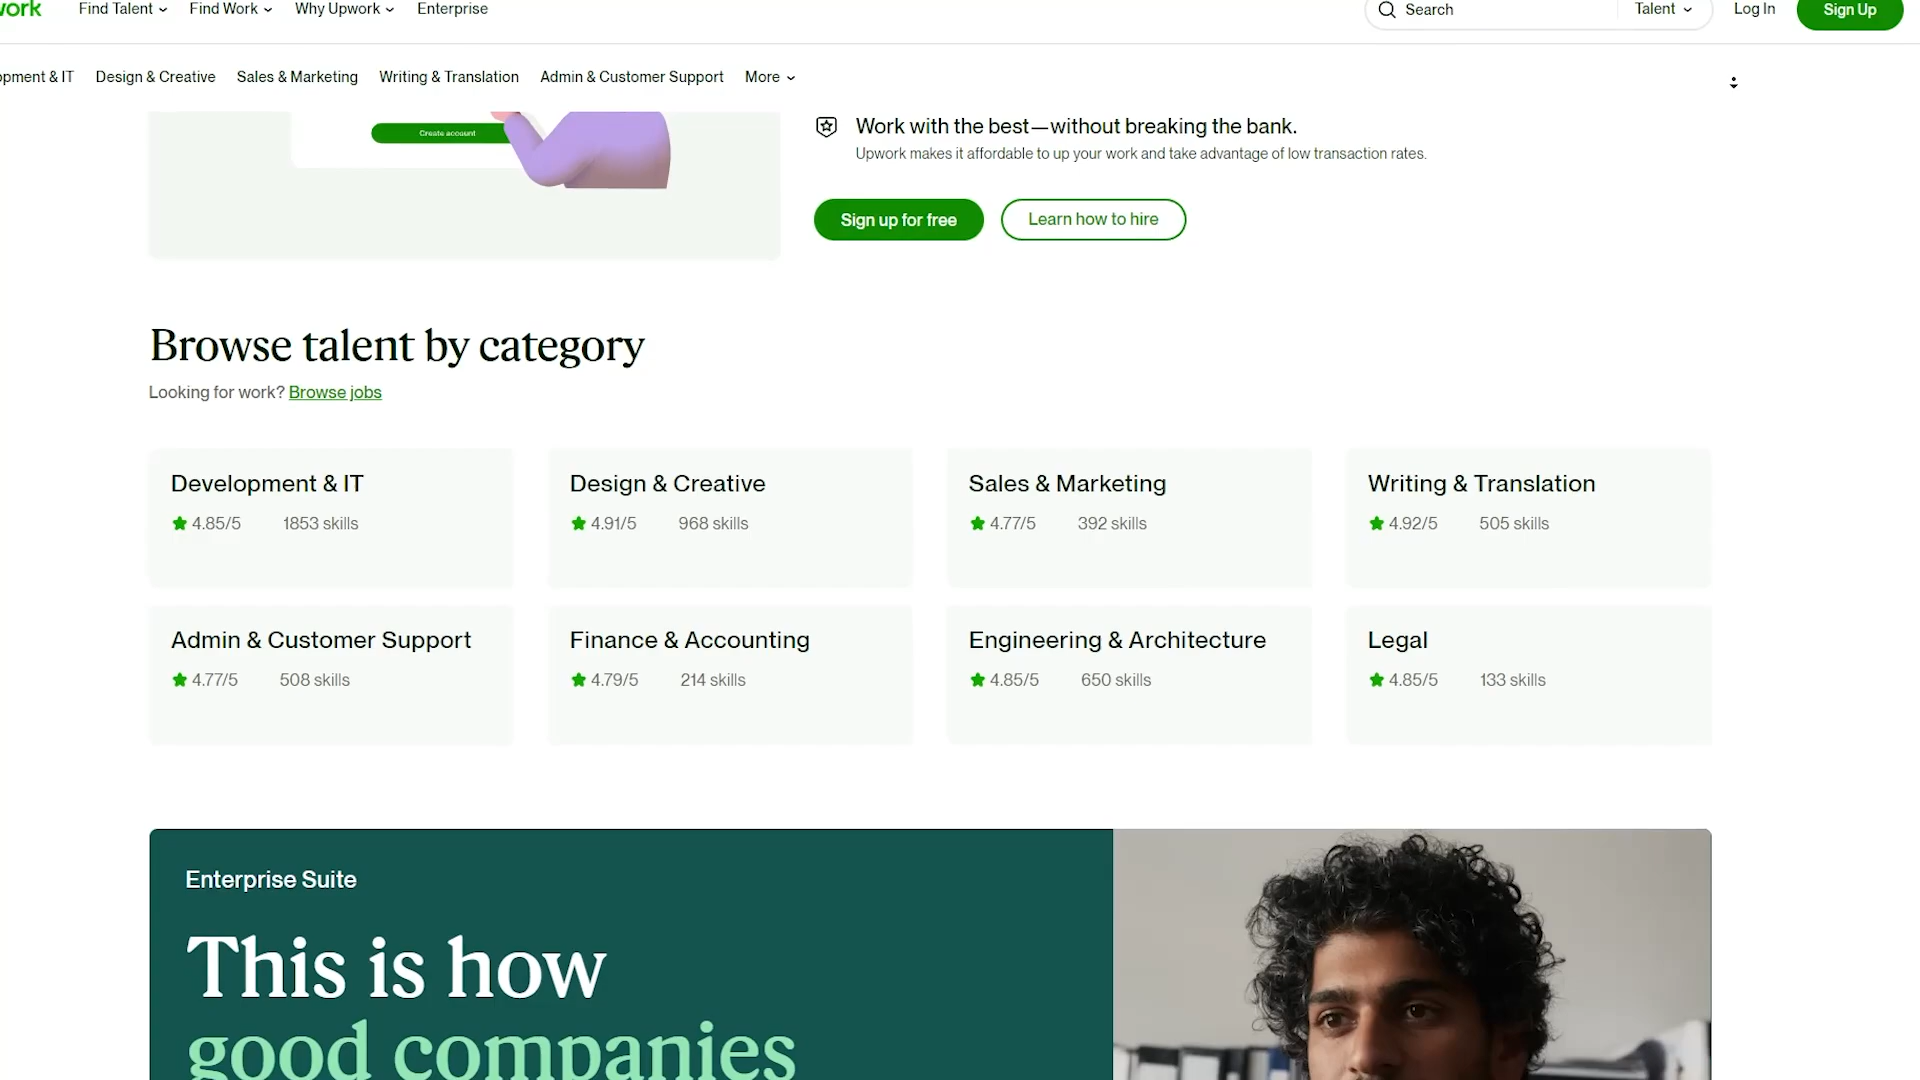 Find Talent
Find Work
Why Upwork
Enterprise
Search
Talent
Log In
Sign Up
Design & Creative
Sales & Marketing
Writing & Translation
Admin & Customer Support
More
Create account
Work with the best—without breaking the bank.
Upwork makes it affordable to up your work and take advantage of low transaction rates.
Sign up for free
Learn how to hire
Browse talent by category
Looking for work? Browse jobs
Development & IT
4.85/5 1853 skills
Design & Creative
4.91/5 968 skills
Sales & Marketing
4.77/5 392 skills
Writing & Translation
4.92/5 505 skills
Admin & Customer Support
4.77/5 508 skills
Finance & Accounting
4.79/5 214 skills
Engineering & Architecture
4.85/5 650 skills
Legal
4.85/5 133 skills
Enterprise Suite
This is how
good companies